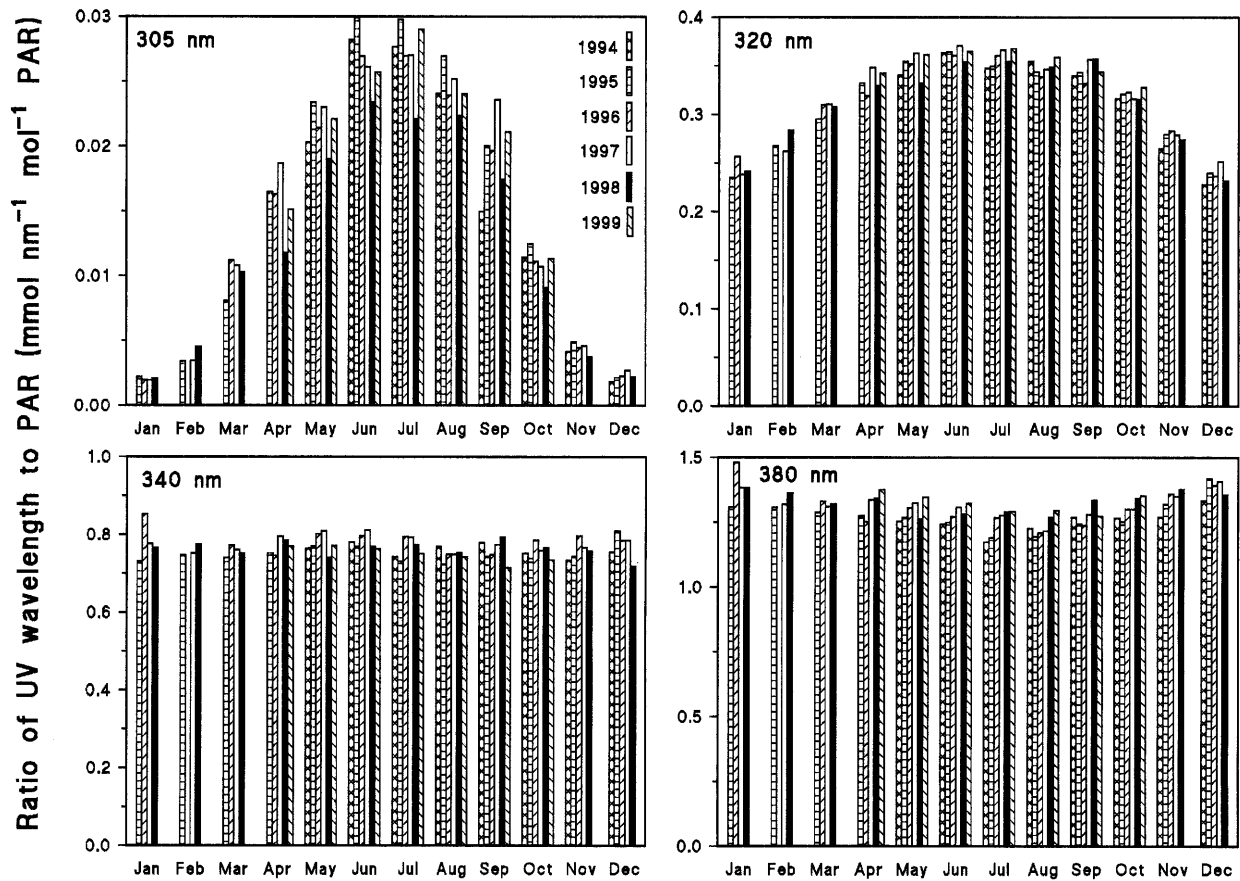 Ratio of UV wavelength to PAR (mmol nm⁻¹ mol⁻¹ PAR)
305 nm
0.03
0.02
0.01
0.00
1994
1995
1996
1997
1998
1999
Jan Feb Mar Apr May Jun Jul Aug Sep Oct Nov Dec
320 nm
0.4
0.3
0.2
0.1
0.0
Jan Feb Mar Apr May Jun Jul Aug Sep Oct Nov Dec
340 nm
1.0
0.8
0.6
0.4
0.2
0.0
Jan Feb Mar Apr May Jun Jul Aug Sep Oct Nov Dec
380 nm
1.5
1.0
0.5
0.0
Jan Feb Mar Apr May Jun Jul Aug Sep Oct Nov Dec